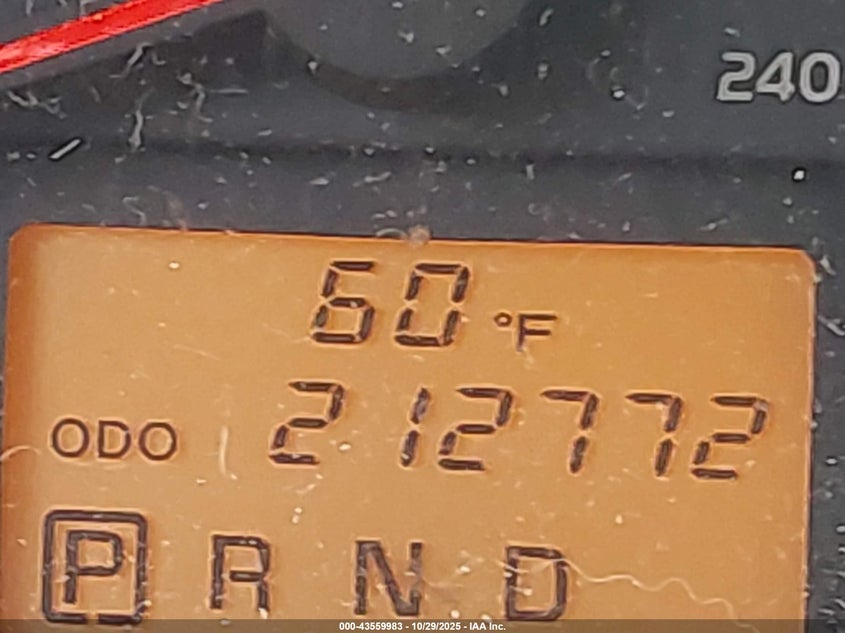 240
60 °F
ODO 212772
P R N D
000-43559983 - 10/29/2025 - IAA Inc.